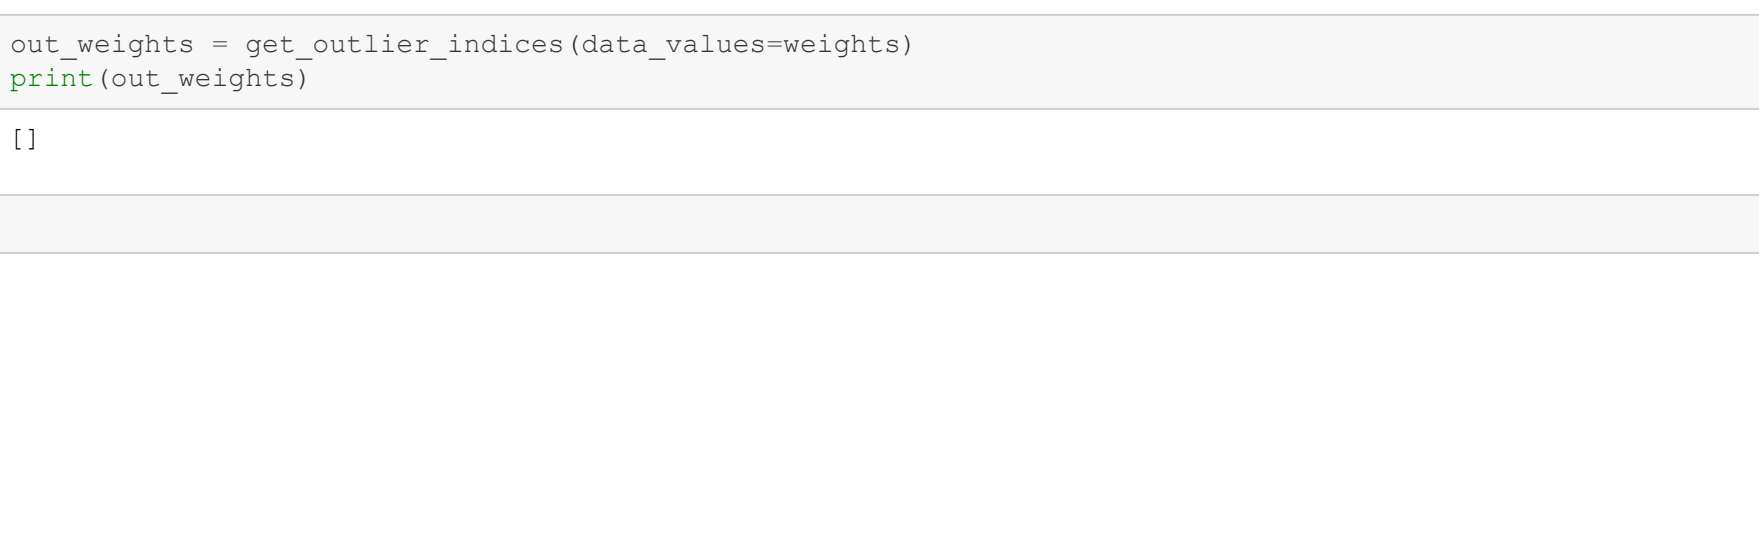 out_weights = get_outlier_indices(data_values=weights)
print(out_weights)
[]